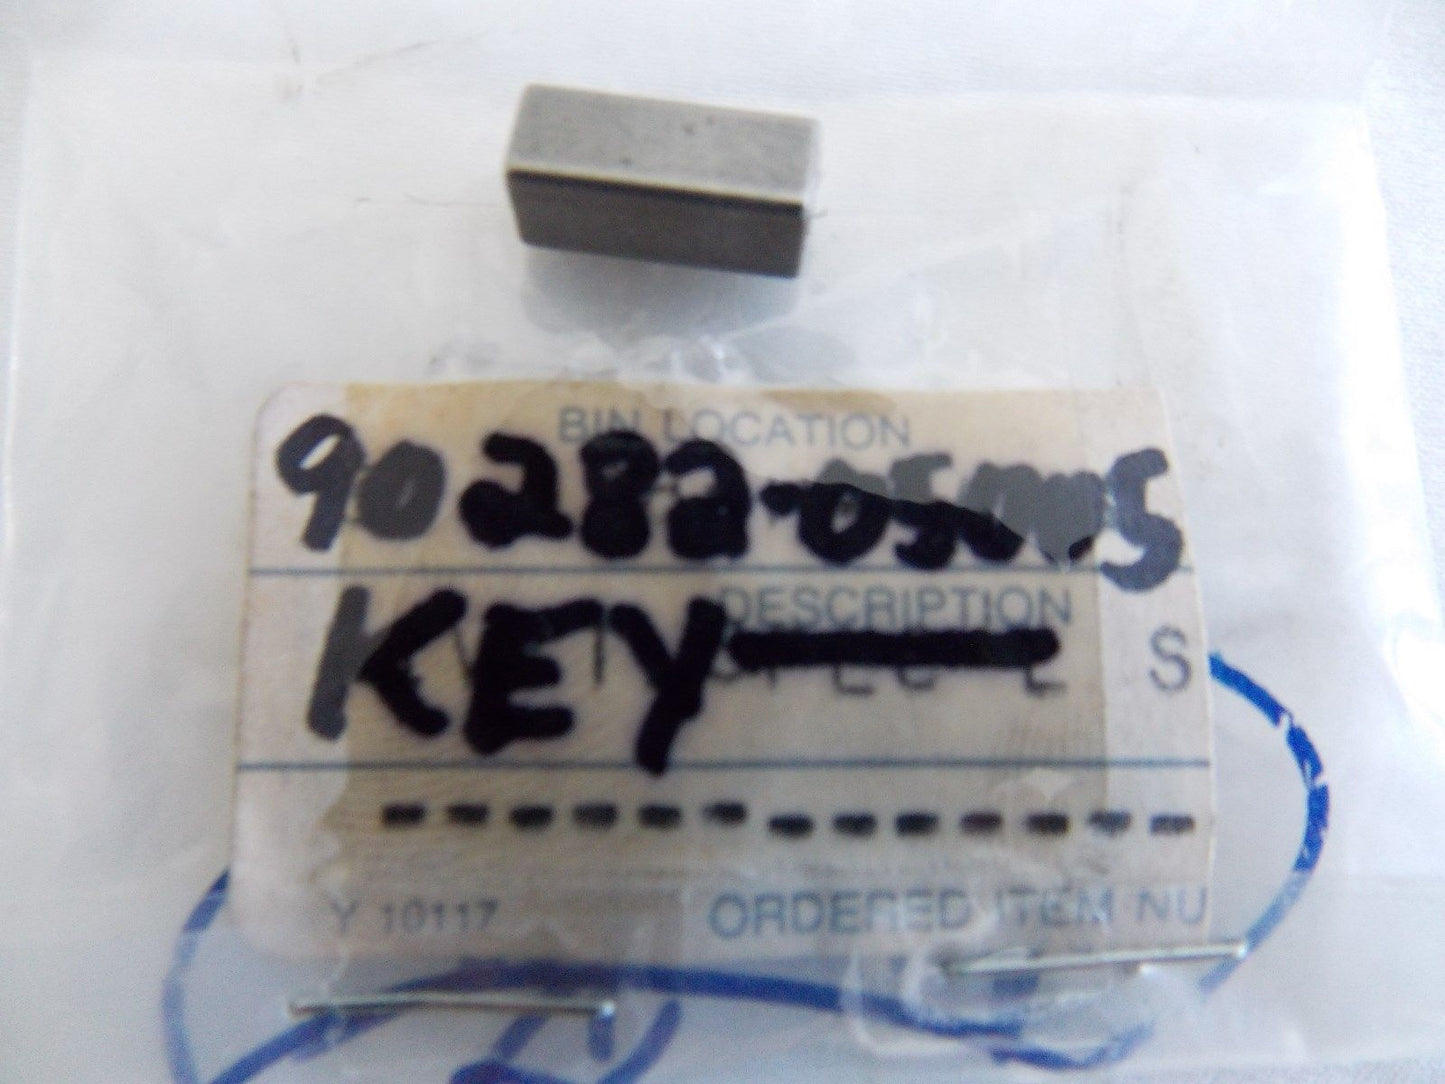 BIN LOCATION
90282-05005
DESCRIPTION
KEY
S
Y 10117 ORDERED ITEM NU